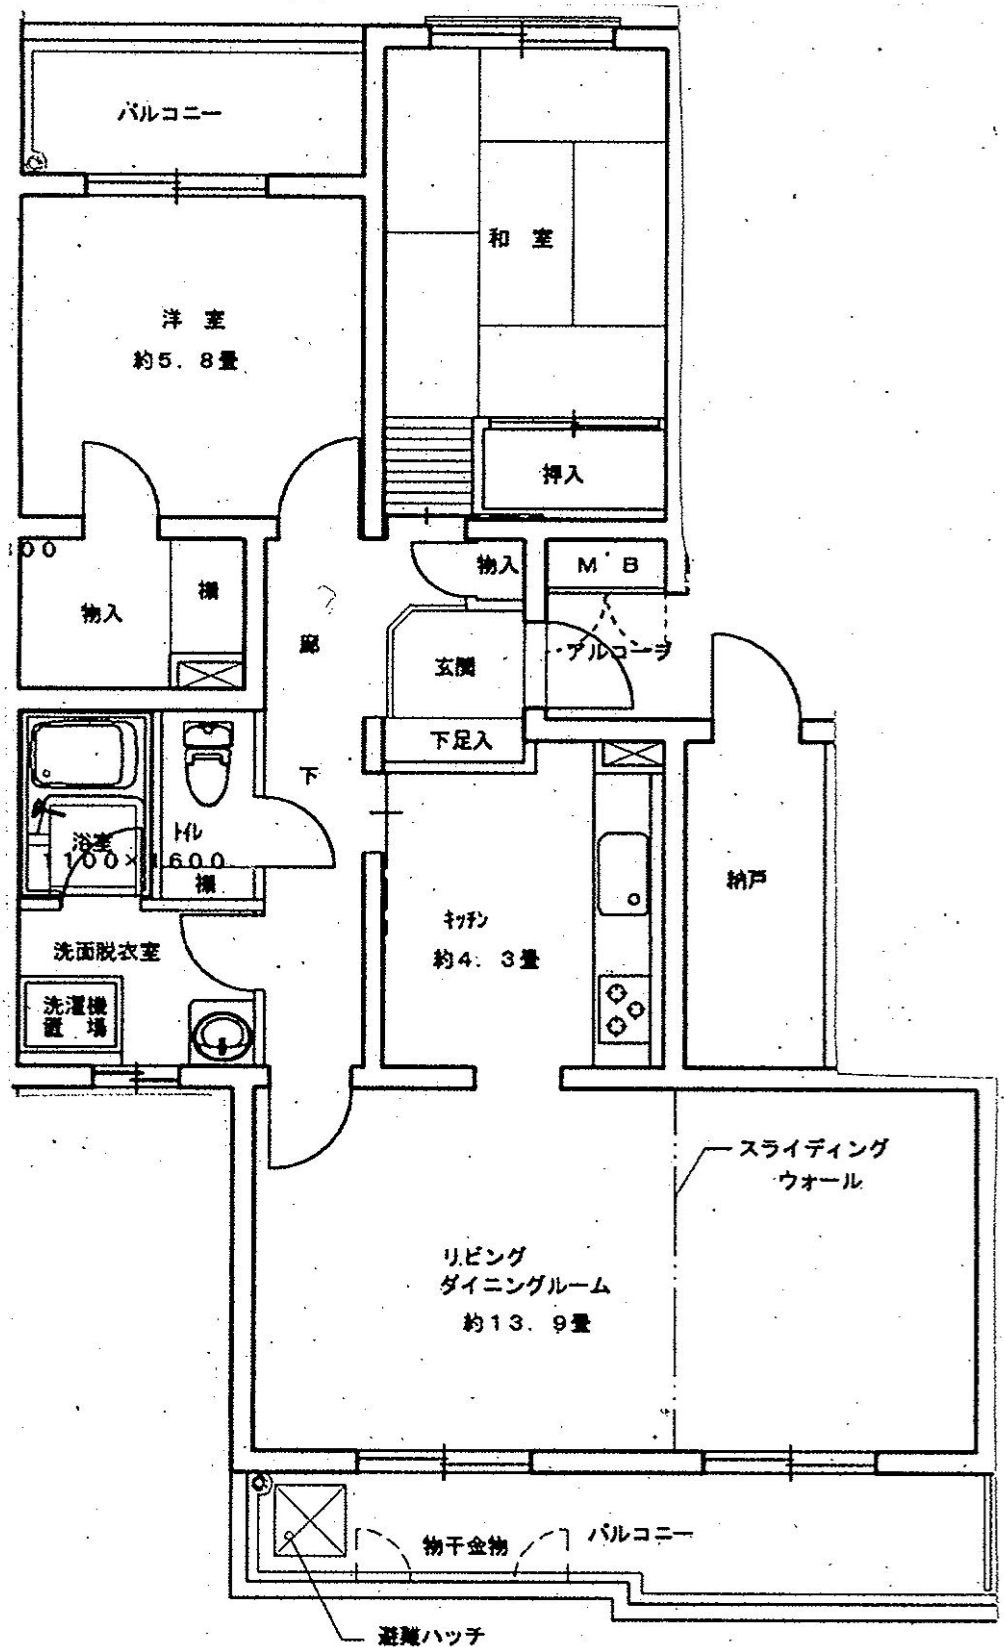 バルコニー
和 室
洋 室
約5.8畳
押入
物入
M B
300
物入
棚
廊
下
玄関
アルコーブ
下足入
浴室
1100×1600
トイレ
棚
キッチン
約4.3畳
納戸
洗面脱衣室
洗濯機
置 場
スライディング
ウォール
リビング
ダイニングルーム
約13.9畳
物干金物
バルコニー
避難ハッチ